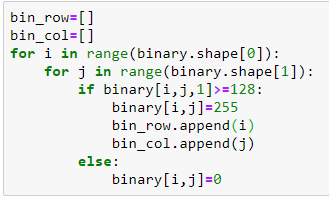 bin_row=[]
bin_col=[]
for i in range(binary.shape[0]):
    for j in range(binary.shape[1]):
        if binary[i,j,1]>=128:
            binary[i,j]=255
            bin_row.append(i)
            bin_col.append(j)
        else:
            binary[i,j]=0